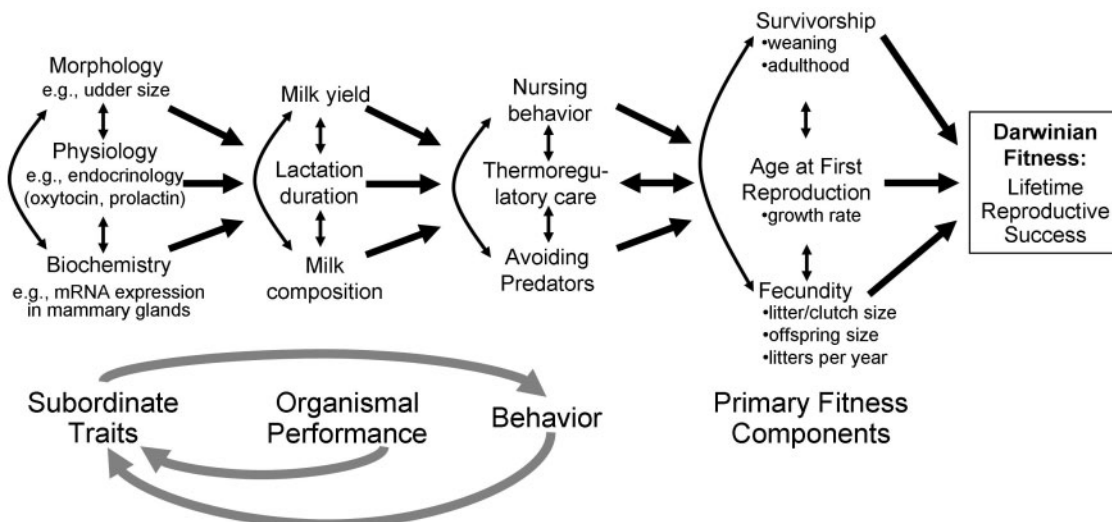 Morphology
e.g., udder size
Physiology
e.g., endocrinology
(oxytocin, prolactin)
Biochemistry
e.g., mRNA expression
in mammary glands
Milk yield
Lactation
duration
Milk
composition
Nursing
behavior
Thermoregu-
latory care
Avoiding
Predators
Survivorship
•weaning
•adulthood
Age at First
Reproduction
•growth rate
Fecundity
•litter/clutch size
•offspring size
•litters per year
Darwinian
Fitness:
Lifetime
Reproductive
Success
Subordinate
Traits
Organismal
Performance
Behavior
Primary Fitness
Components